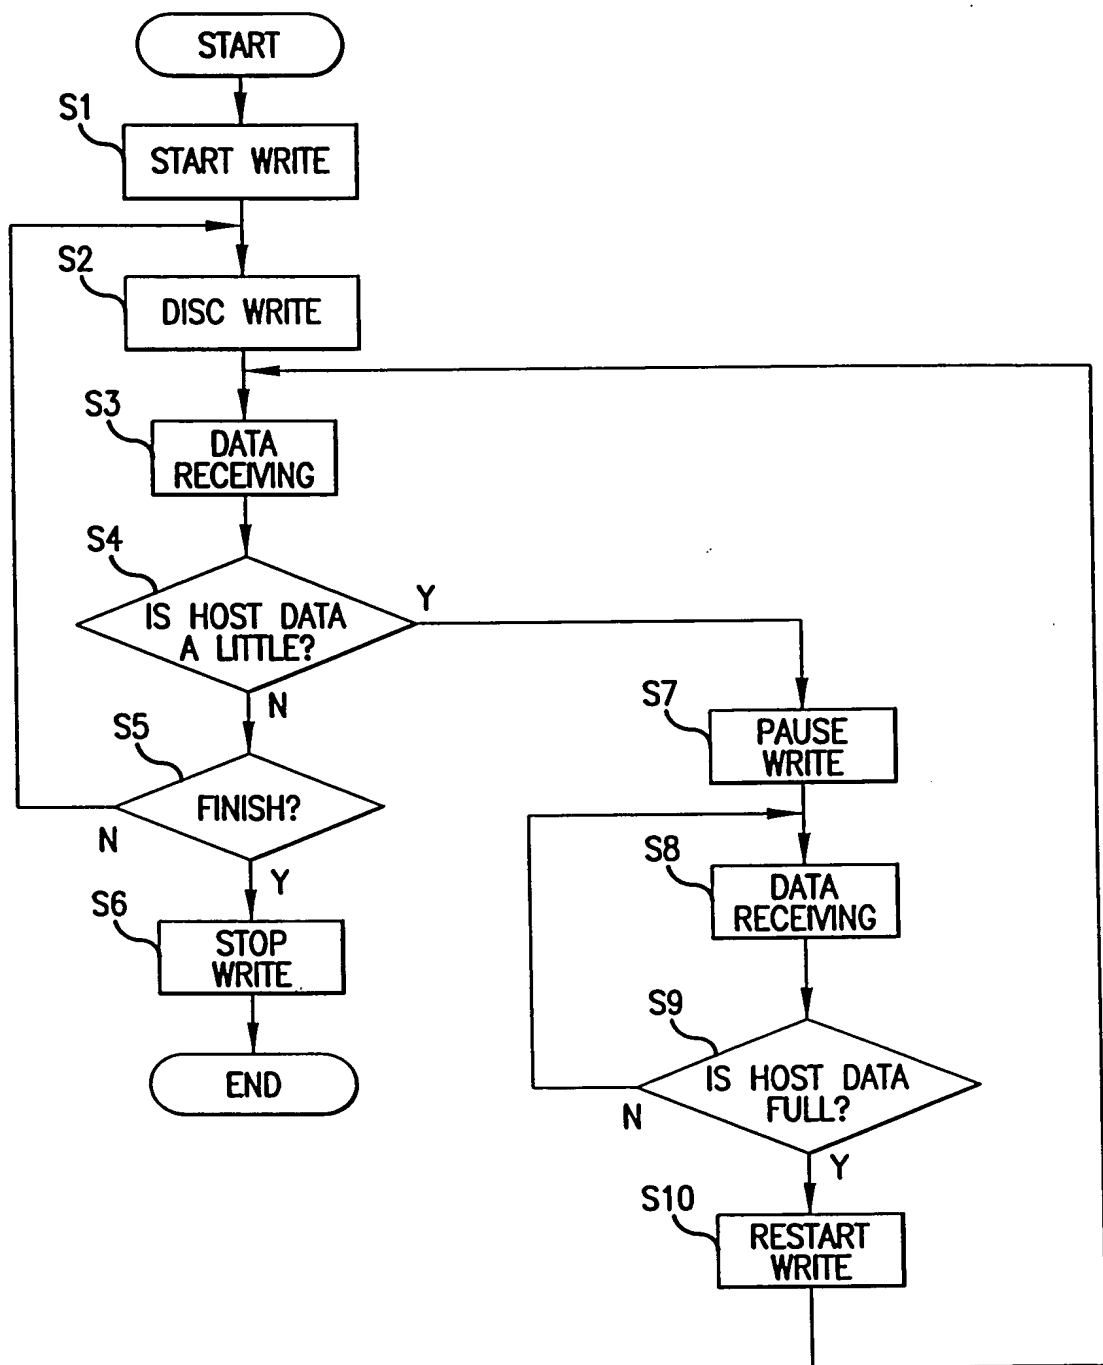 START
S1
START WRITE
S2
DISC WRITE
S3
DATA
RECEIVING
S4
IS HOST DATA
A LITTLE?
Y
N
S5
FINISH?
N
Y
S6
STOP
WRITE
END
S7
PAUSE
WRITE
S8
DATA
RECEIVING
S9
IS HOST DATA
FULL?
N
Y
S10
RESTART
WRITE